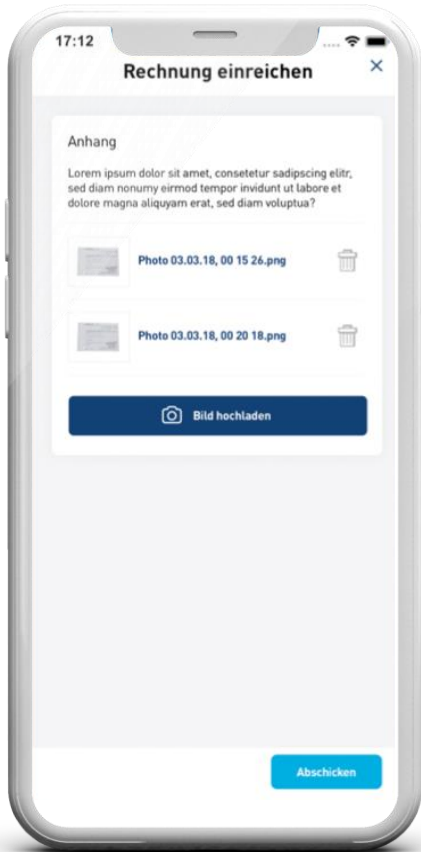 17:12
Rechnung einreichen
Anhang
Lorem ipsum dolor sit amet, consetetur sadipscing elitr,
sed diam nonumy eirmod tempor invidunt ut labore et
dolore magna aliquyam erat, sed diam voluptua?
Photo 03.03.18, 00 15 26.png
Photo 03.03.18, 00 20 18.png
Bild hochladen
Abschicken